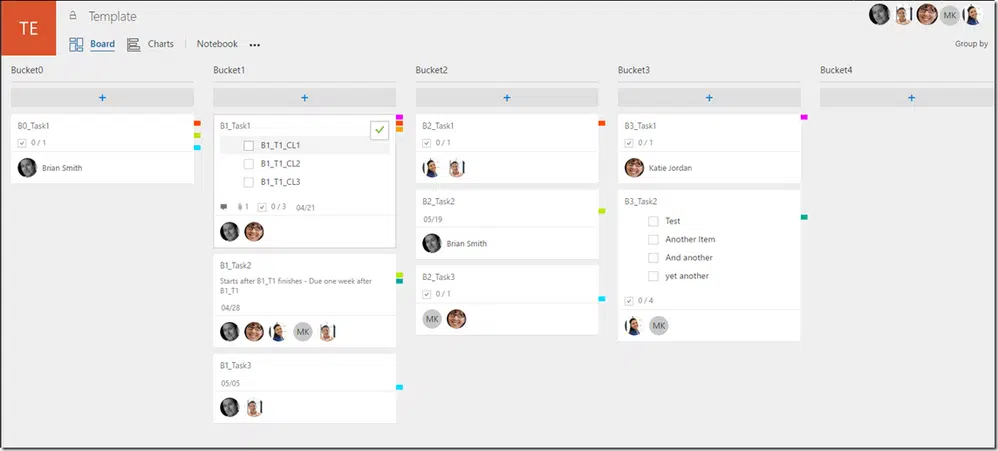 TE
Template
MK
Board
Charts
Notebook
Group by
Bucket0
+
B0_Task1
0 / 1
Brian Smith
Bucket1
+
B1_Task1
B1_T1_CL1
B1_T1_CL2
B1_T1_CL3
1
0 / 3
04/21
B1_Task2
Starts after B1_T1 finishes - Due one week after
B1_T1
04/28
MK
B1_Task3
05/05
Bucket2
+
B2_Task1
0 / 1
B2_Task2
05/19
Brian Smith
B2_Task3
0 / 1
MK
Bucket3
+
B3_Task1
0 / 1
Katie Jordan
B3_Task2
Test
Another Item
And another
yet another
0 / 4
MK
Bucket4
+